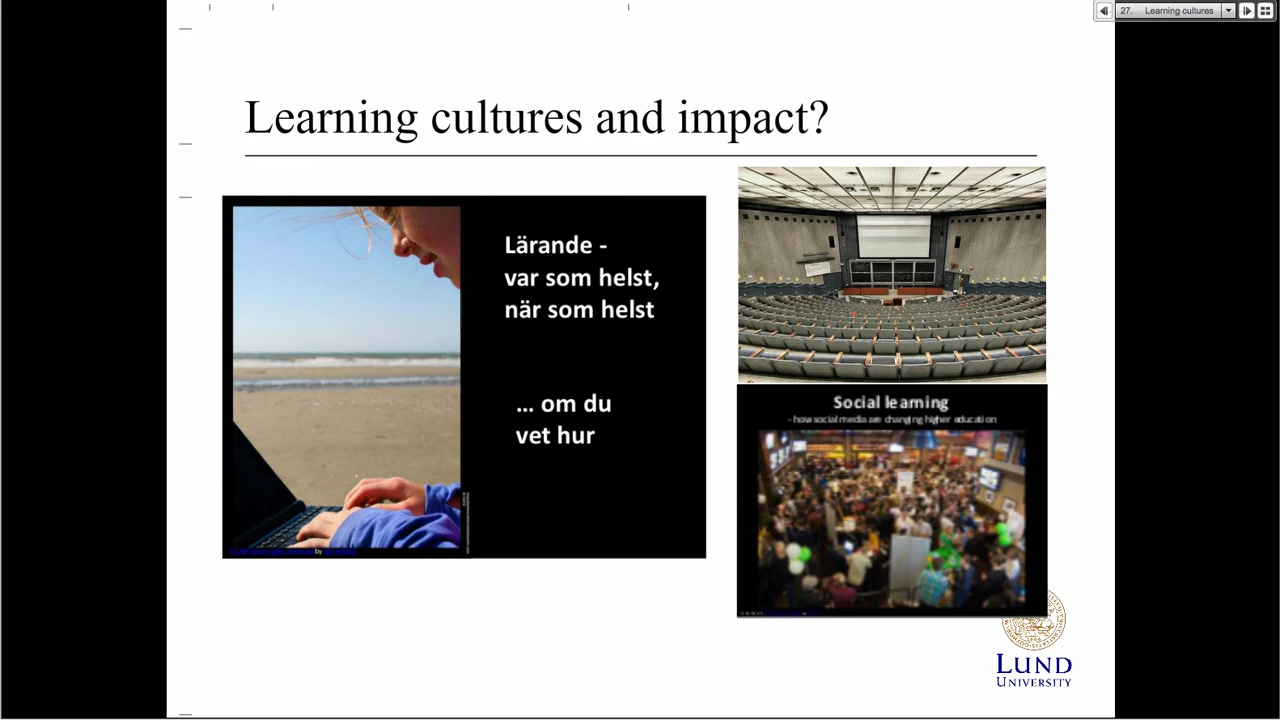 27. Learning cultures
Learning cultures and impact?
Lärande -
var som helst,
när som helst
... om du
vet hur
Social learning
- how social media are changing higher education
by
LUND
UNIVERSITY